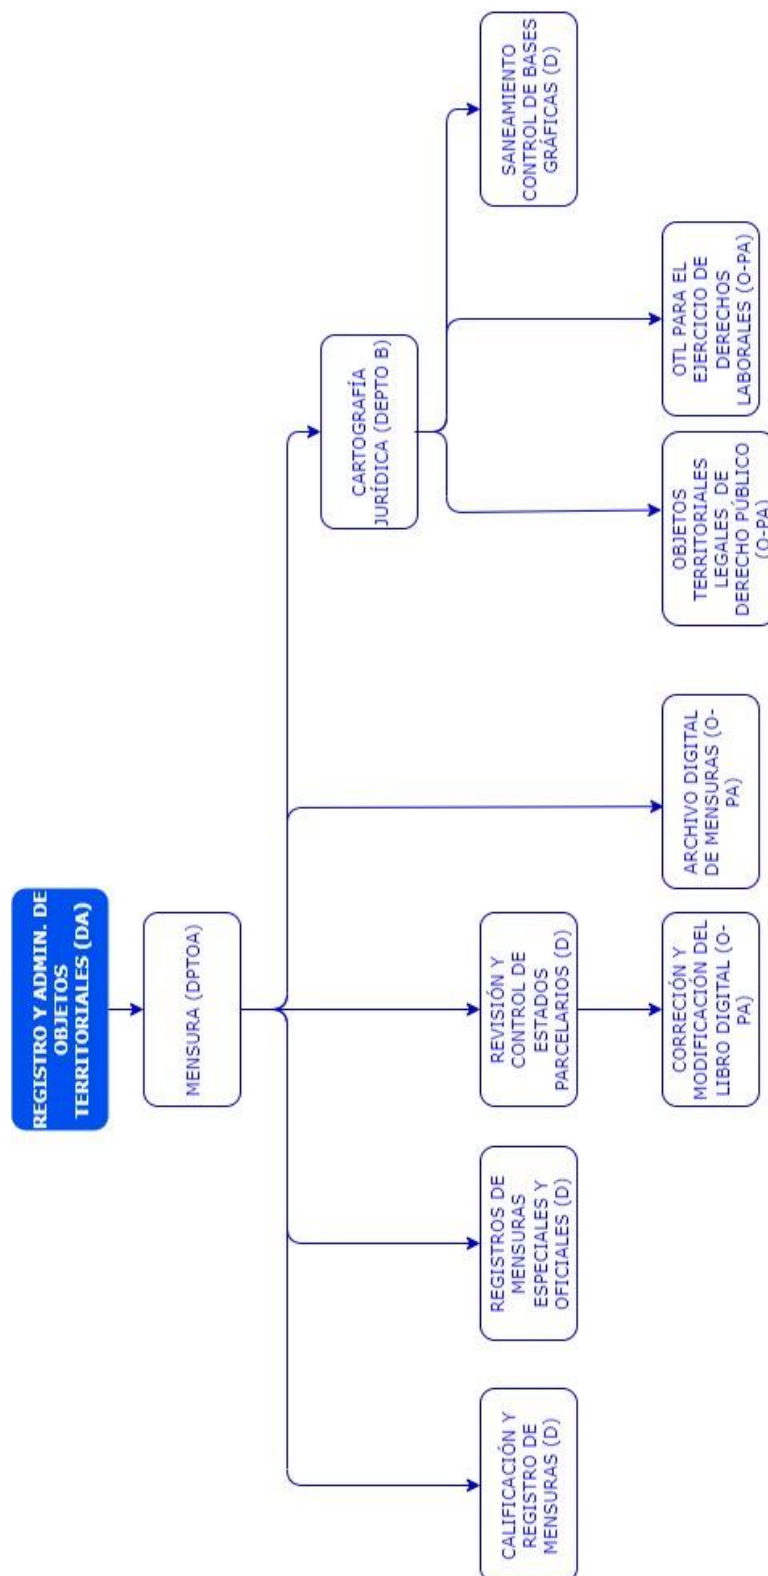 REGISTRO Y ADMIN. DE
OBJETOS
TERRITORIALES (DA)
MENSURA (DPTOA)
CARTOGRAFÍA
JURÍDICA (DEPTO B)
CALIFICACIÓN Y
REGISTRO DE
MENSURAS (D)
REGISTROS DE
MENSURAS
ESPECIALES Y
OFICIALES (D)
REVISIÓN Y
CONTROL DE
ESTADOS
PARCELARIOS (D)
SANEAMIENTO
CONTROL DE BASES
GRÁFICAS (D)
CORRECIÓN Y
MODIFICACIÓN DEL
LIBRO DIGITAL (O-
PA)
ARCHIVO DIGITAL
DE MENSURAS (O-
PA)
OBJETOS
TERRITORIALES
LEGALES DE
DERECHO PÚBLICO
(O-PA)
OTL PARA EL
EJERCICIO DE
DERECHOS
LABORALES (O-PA)